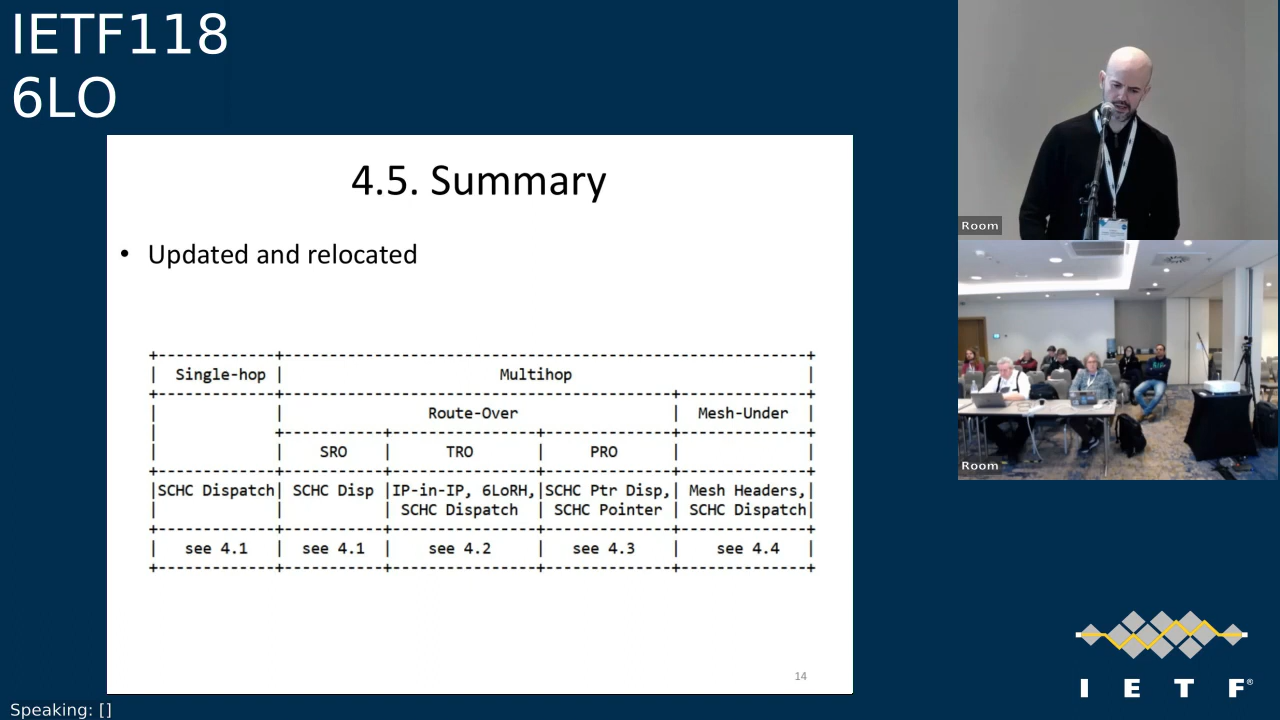 IETF118
6LO
4.5. Summary
• Updated and relocated
+-------------+---------------------------------------------------------+
| Single-hop | Multihop |
+-------------+-------------------------------------------+-------------+
| | Route-Over | Mesh-Under |
| +-----------+----------------+--------------+-------------+
| | SRO | TRO | PRO | |
+-------------+-----------+----------------+--------------+-------------+
|SCHC Dispatch| SCHC Disp |IP-in-IP, 6LoRH,|SCHC Ptr Disp,| Mesh Headers,|
| | | SCHC Dispatch | SCHC Pointer | SCHC Dispatch|
+-------------+-----------+----------------+--------------+-------------+
| see 4.1 | see 4.1 | see 4.2 | see 4.3 | see 4.4 |
+-------------+-----------+----------------+--------------+-------------+
14
Room
Room
I E T F®
Speaking: []